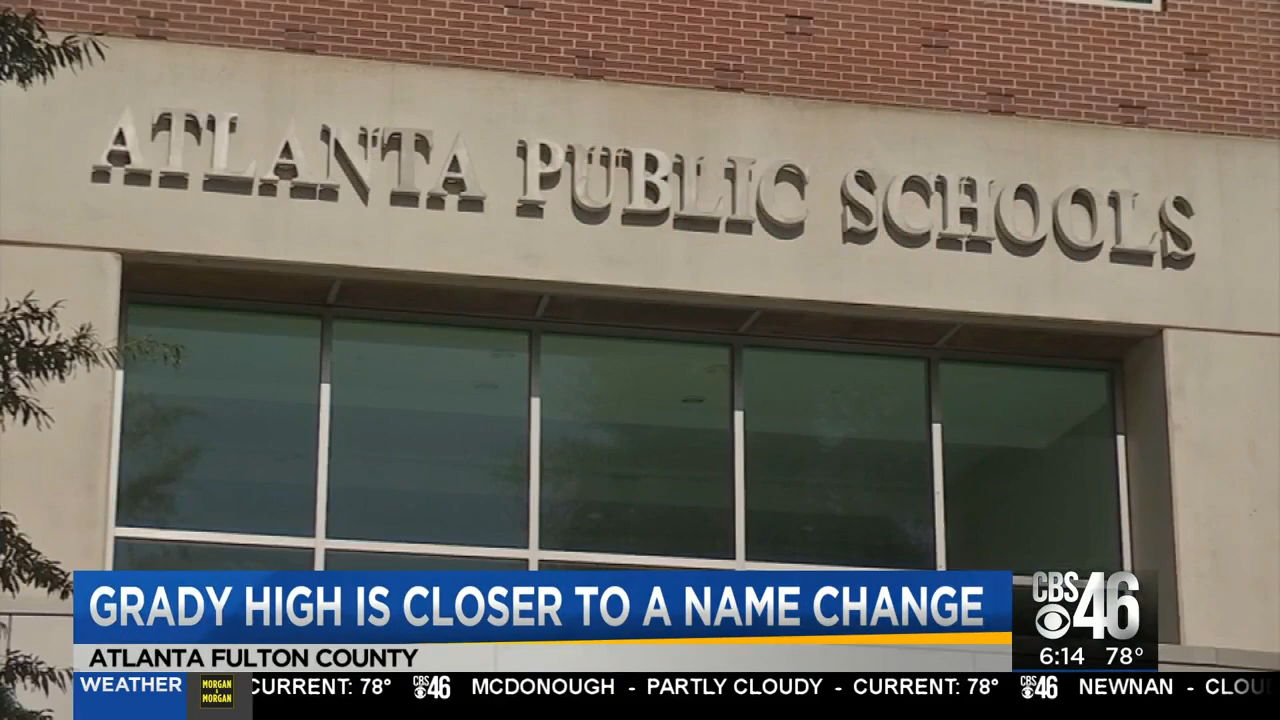 ATLANTA PUBLIC SCHOOLS
GRADY HIGH IS CLOSER TO A NAME CHANGE
CBS 46
ATLANTA FULTON COUNTY
6:14 78°
WEATHER MORGAN & MORGAN CURRENT: 78° CBS 46 MCDONOUGH - PARTLY CLOUDY - CURRENT: 78° CBS 46 NEWNAN - CLOU